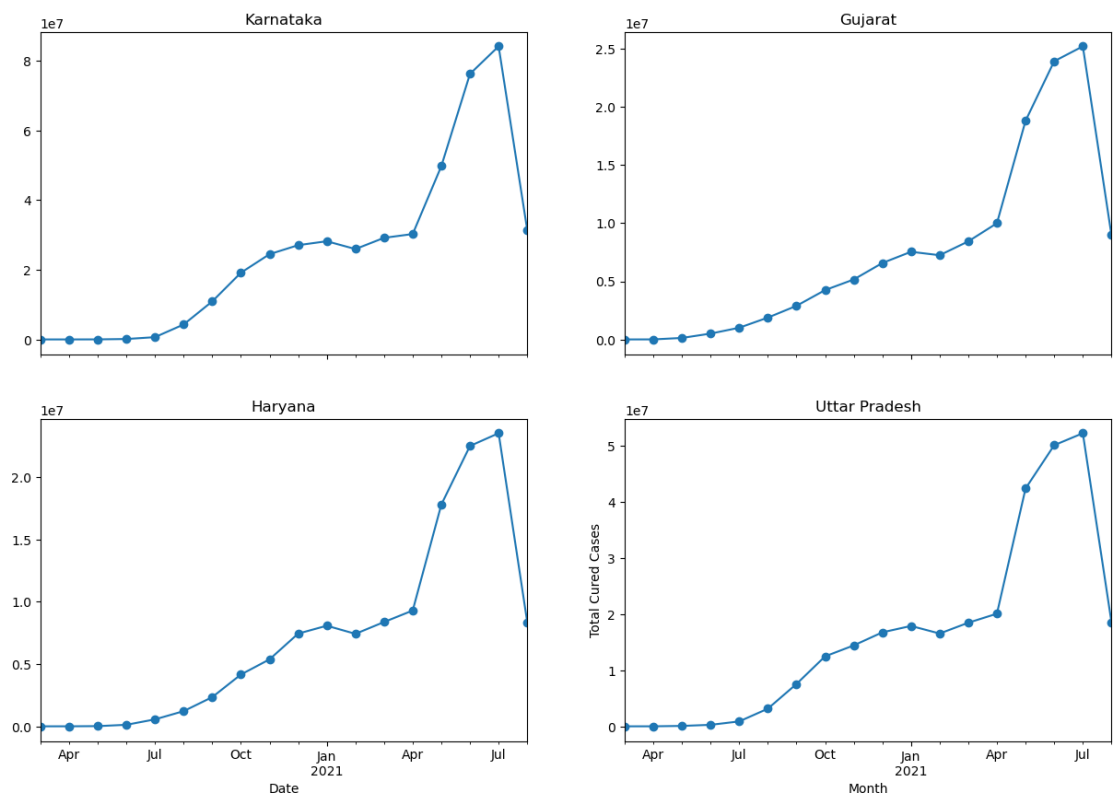 Karnataka
1e7
8
6
4
2
0
Gujarat
1e7
2.5
2.0
1.5
1.0
0.5
0.0
Haryana
1e7
2.0
1.5
1.0
0.5
0.0
Apr Jul Oct Jan Apr Jul
2021
Date
Uttar Pradesh
1e7
Total Cured Cases
5
4
3
2
1
0
Apr Jul Oct Jan Apr Jul
2021
Month